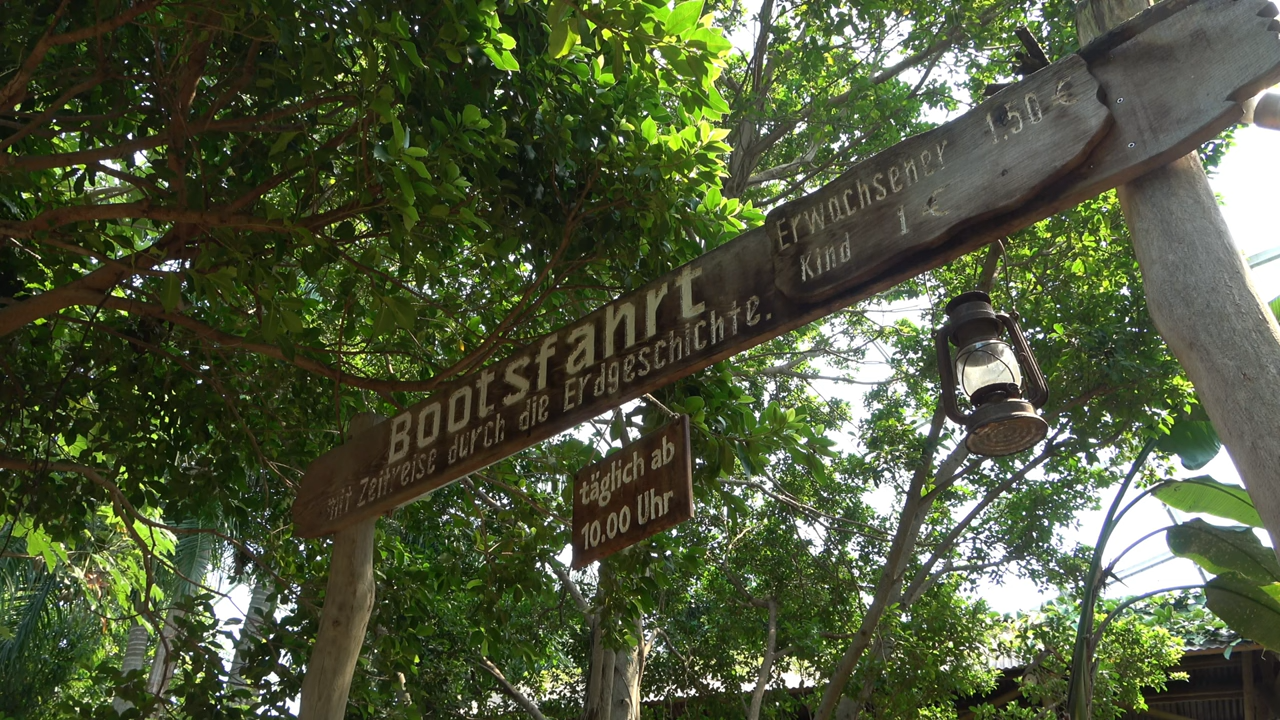 Bootsfahrt
mit Zeitreise durch die Erdgeschichte.
Erwachsener 1.50 €
Kind 1 €
täglich ab
10.00 Uhr